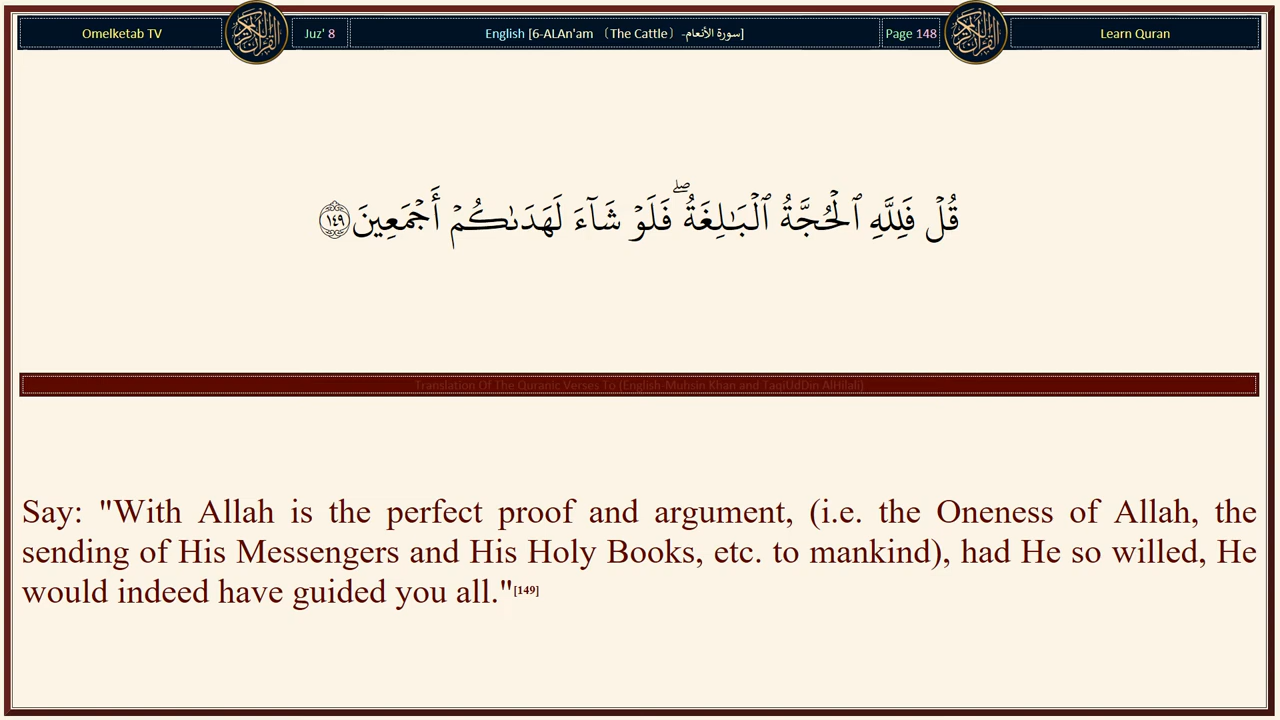 Omelketab TV
Juz' 8
English [6-ALAn'am （The Cattle）-سورة الأنعام]
Page 148
Learn Quran
قُلۡ فَلِلَّهِ ٱلۡحُجَّةُ ٱلۡبَٰلِغَةُۖ فَلَوۡ شَآءَ لَهَدَىٰكُمۡ أَجۡمَعِينَ ١٤٩
Translation Of The Quranic Verses To (English-Muhsin Khan and TaqiUdDin AlHilali)
Say: "With Allah is the perfect proof and argument, (i.e. the Oneness of Allah, the
sending of His Messengers and His Holy Books, etc. to mankind), had He so willed, He
would indeed have guided you all."[149]